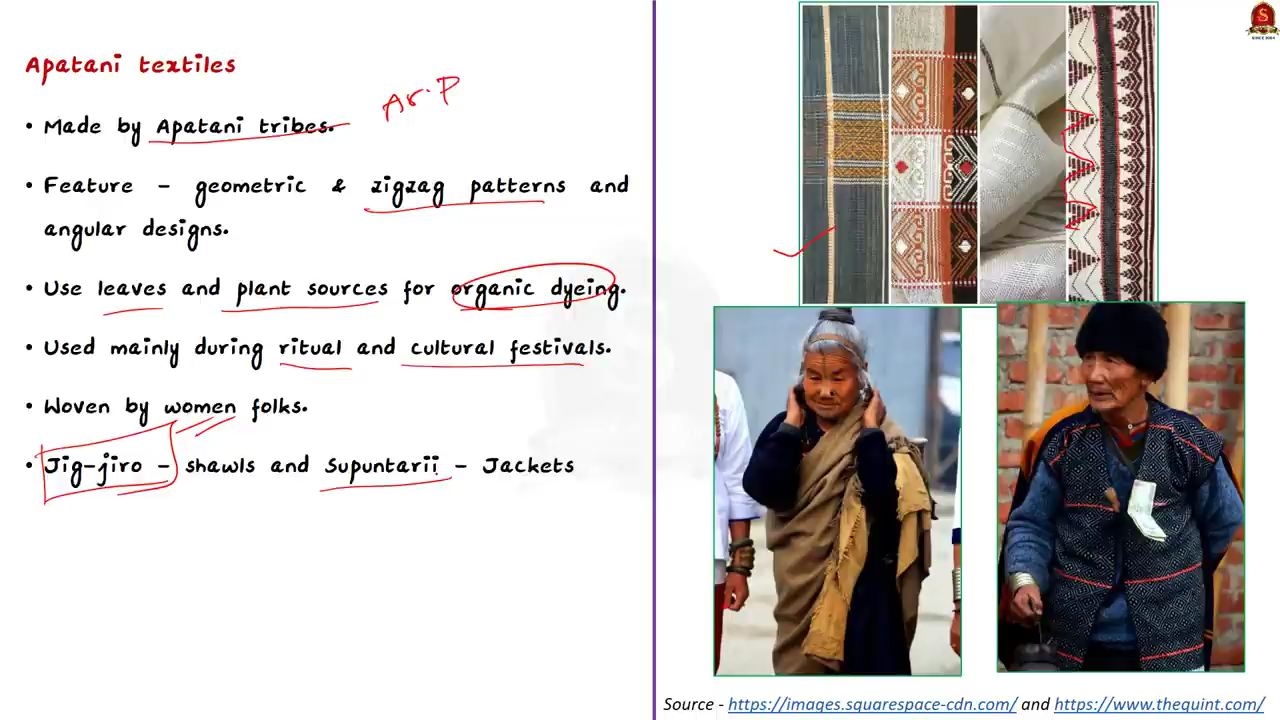 Apatani textiles
Ar.P
• Made by Apatani tribes.
• Feature – geometric & zigzag patterns and
angular designs.
• Use leaves and plant sources for organic dyeing.
• Used mainly during ritual and cultural festivals.
• Woven by women folks.
• Jig-jiro – shawls and Supuntarii – Jackets
S
SINCE 2004
Source - https://images.squarespace-cdn.com/ and https://www.thequint.com/